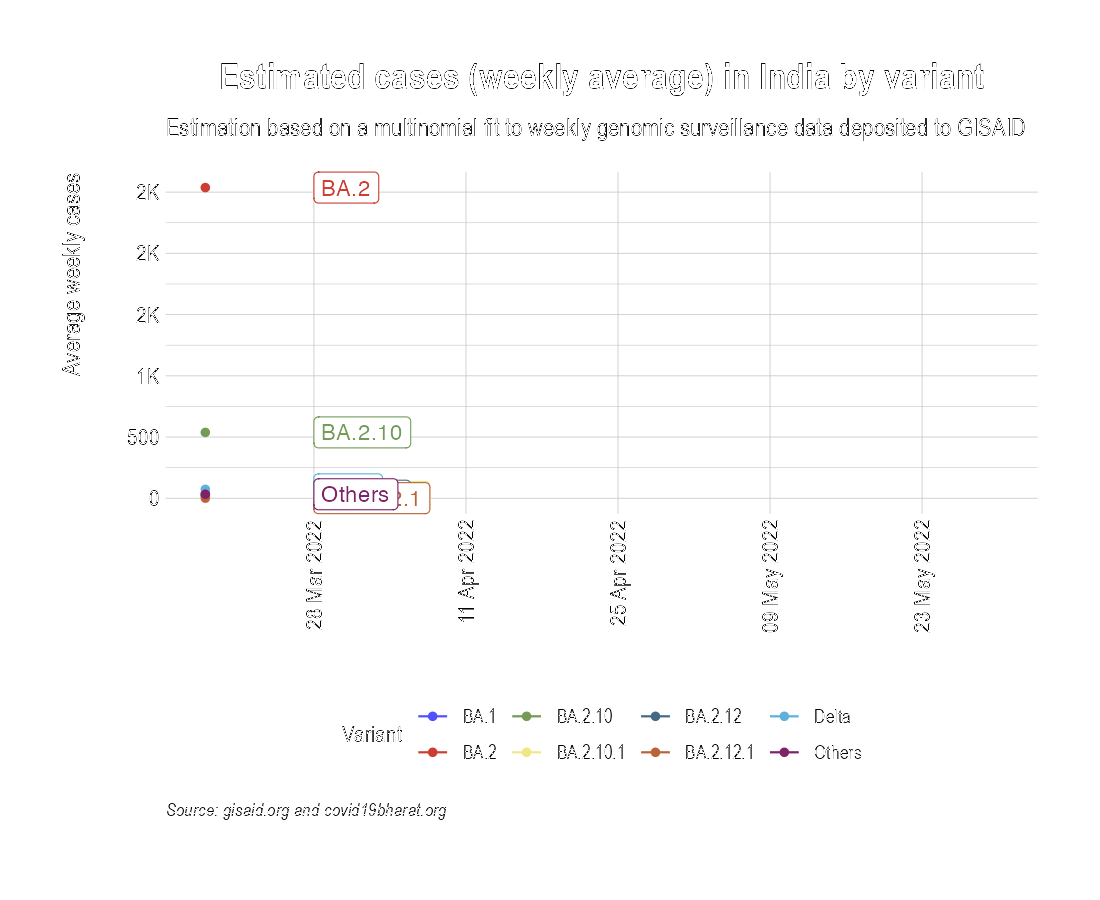 Estimated cases (weekly average) in India by variant
Estimation based on a multinomial fit to weekly genomic surveillance data deposited to GISAID
Average weekly cases
2K
2K
2K
1K
500
0
BA.2
BA.2.10
Others
2.1
28 Mar 2022
11 Apr 2022
25 Apr 2022
09 May 2022
23 May 2022
Variant
BA.1 BA.2.10 BA.2.12 Delta
BA.2 BA.2.10.1 BA.2.12.1 Others
Source: gisaid.org and covid19bharat.org